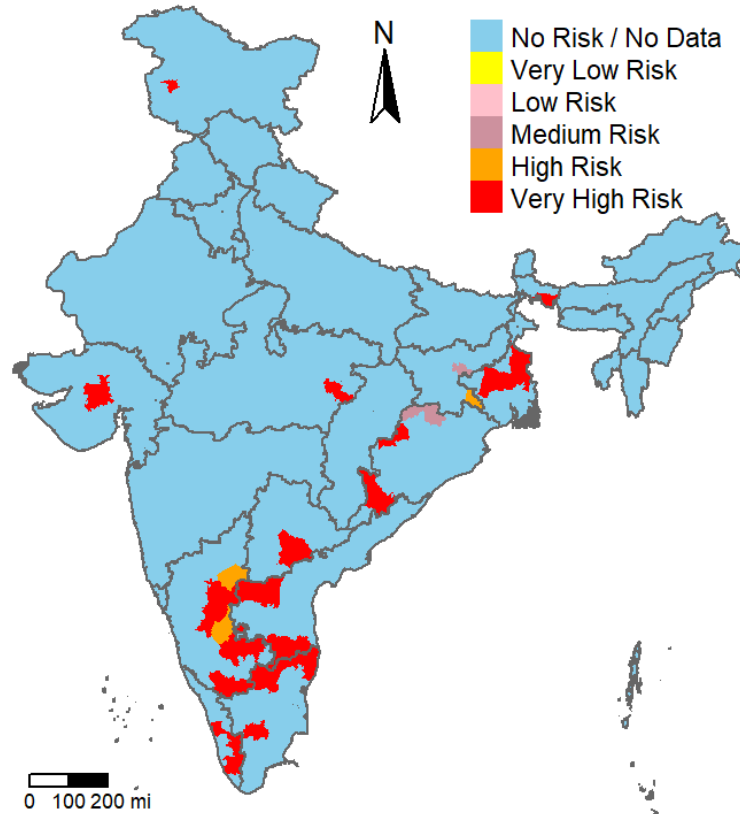 N
No Risk / No Data
Very Low Risk
Low Risk
Medium Risk
High Risk
Very High Risk
0 100 200 mi